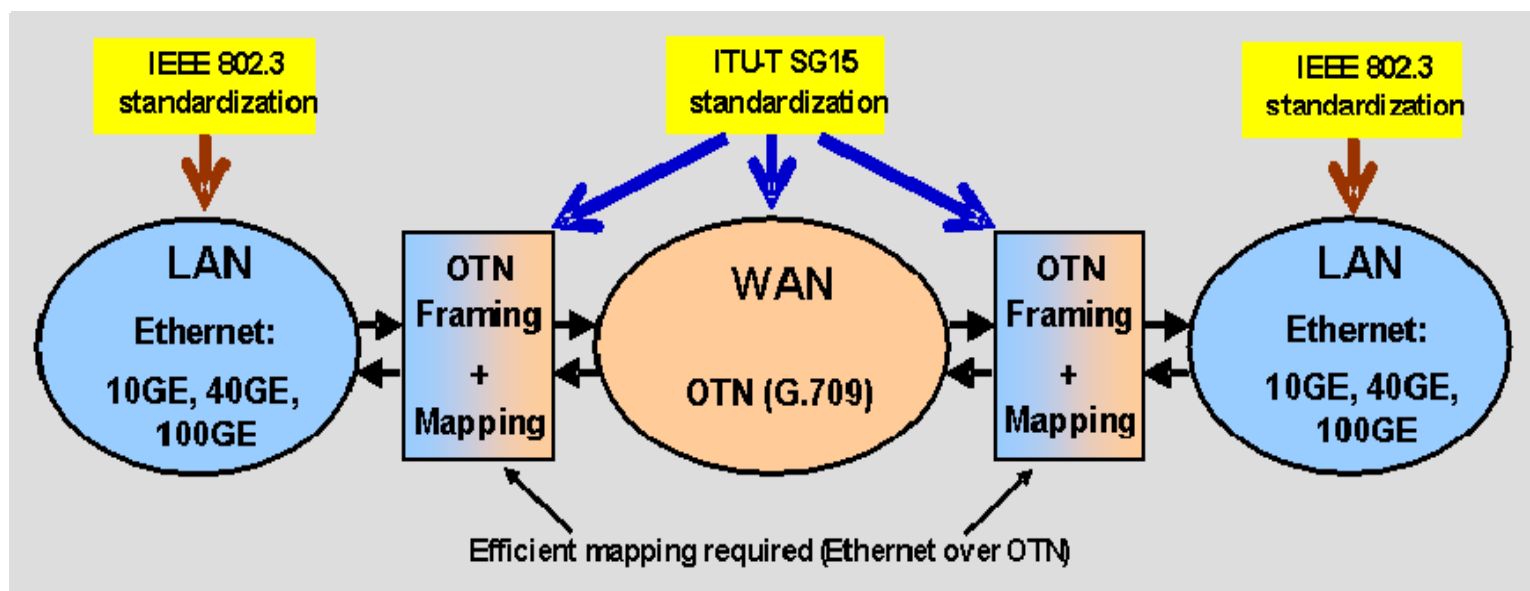 IEEE 802.3
standardization
ITU-T SG15
standardization
IEEE 802.3
standardization
LAN
Ethernet:
10GE, 40GE,
100GE
OTN
Framing
+
Mapping
WAN
OTN (G.709)
OTN
Framing
+
Mapping
LAN
Ethernet:
10GE, 40GE,
100GE
Efficient mapping required (Ethernet over OTN)